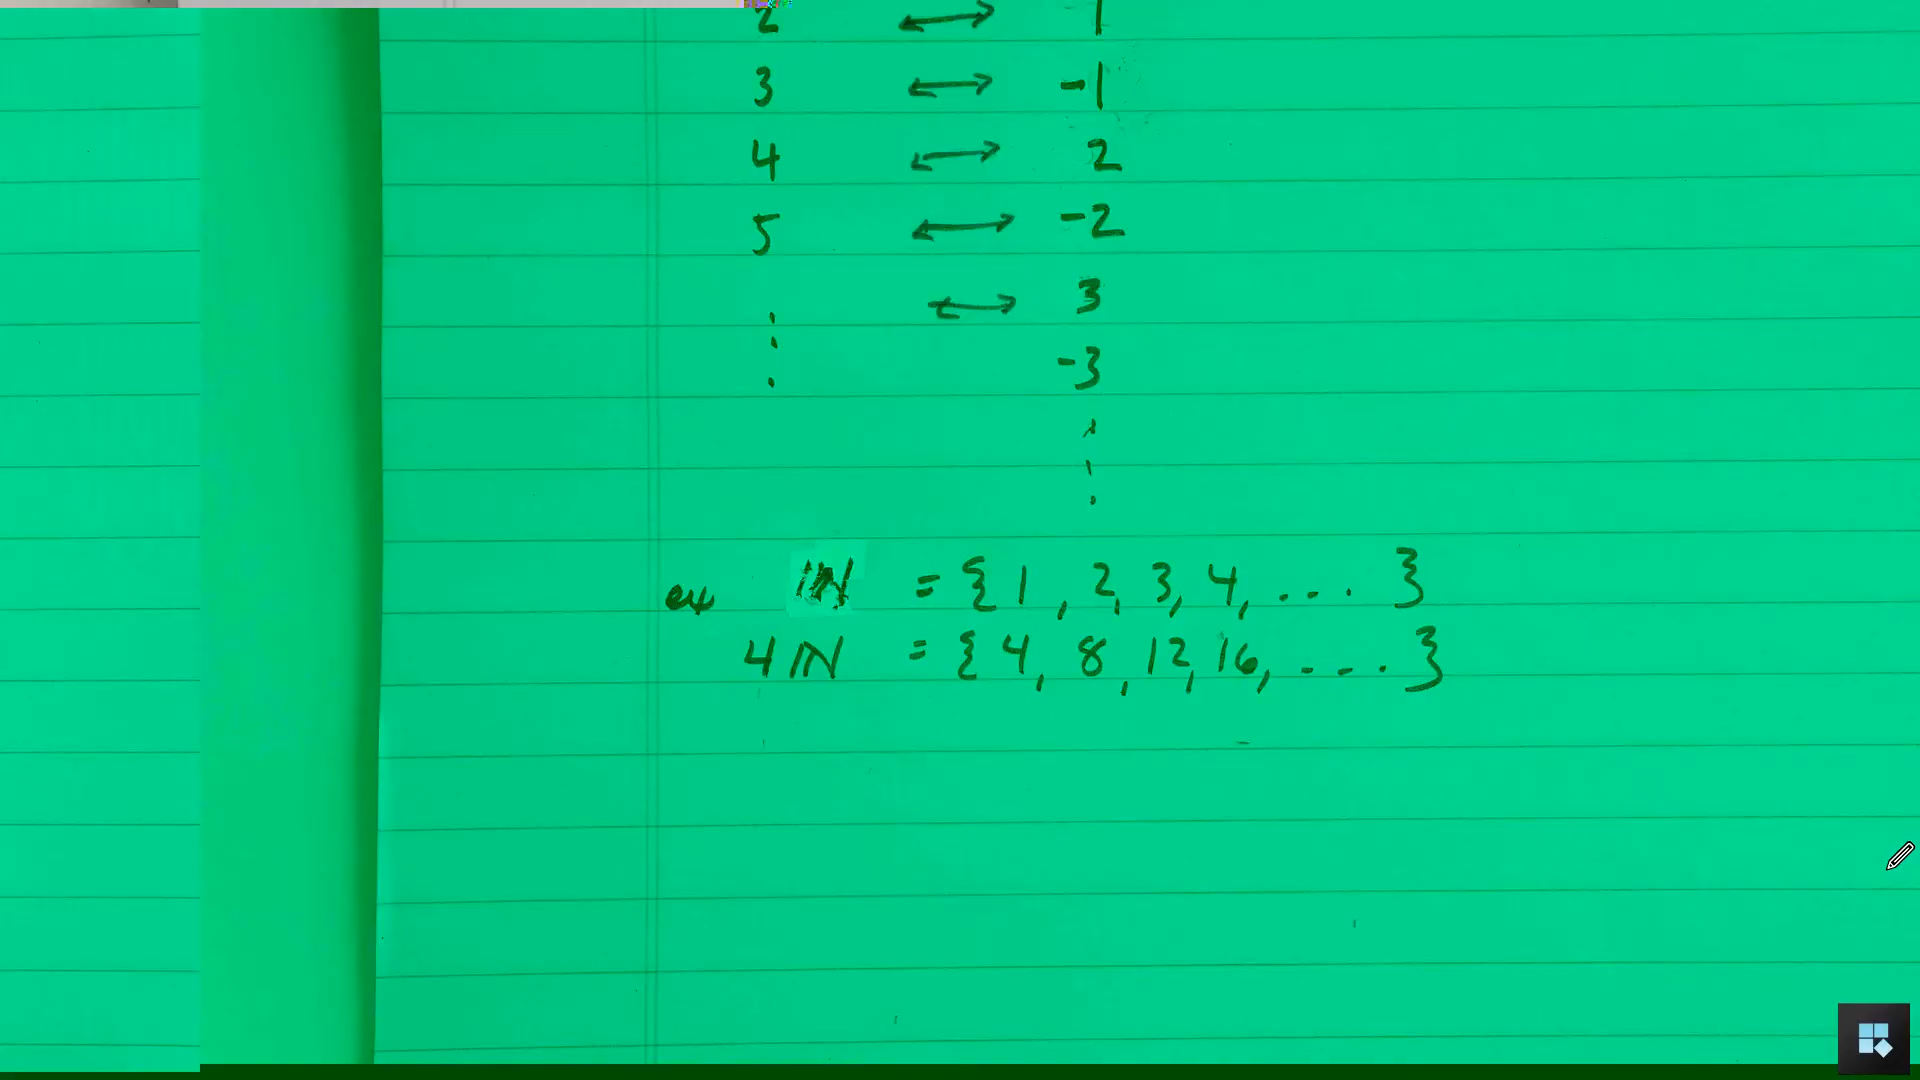 2 ↔ 1
3 ↔ -1
4 ↔ 2
5 ↔ -2
⋮ ↔ 3
-3
⋮
ex ℕ = {1, 2, 3, 4, ... }
4ℕ = {4, 8, 12, 16, ... }